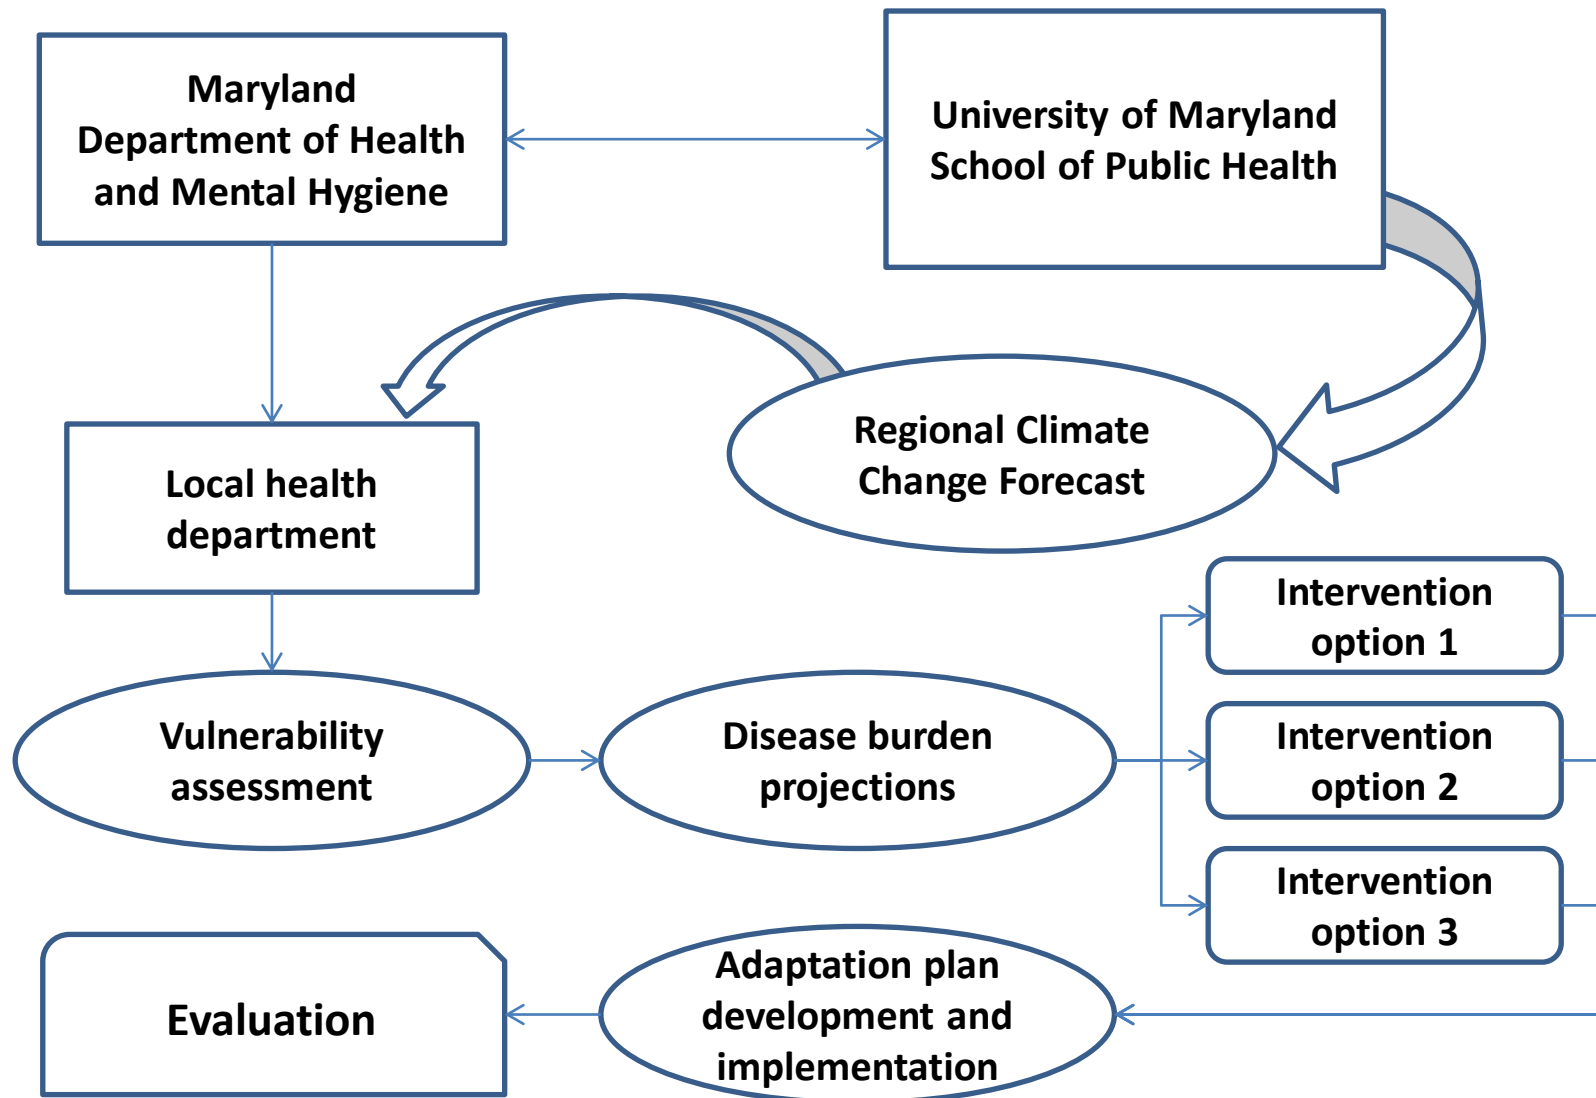 Maryland
Department of Health
and Mental Hygiene
University of Maryland
School of Public Health
Regional Climate
Change Forecast
Local health
department
Vulnerability
assessment
Disease burden
projections
Intervention
option 1
Intervention
option 2
Intervention
option 3
Adaptation plan
development and
implementation
Evaluation